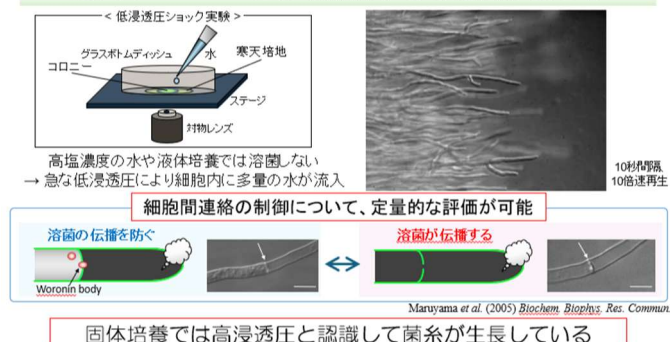 < 低浸透圧ショック実験 >
グラスボトムディッシュ
水
寒天培地
コロニー
ステージ
対物レンズ
高塩濃度の水や液体培養では溶菌しない
→ 急な低浸透圧により細胞内に多量の水が流入
10秒間隔,
10倍速再生
細胞間連絡の制御について、定量的な評価が可能
溶菌の伝播を防ぐ
溶菌が伝播する
Woronin body
Maruyama et al. (2005) Biochem. Biophys. Res. Commun.
固体培養では高浸透圧と認識して菌糸が生長している